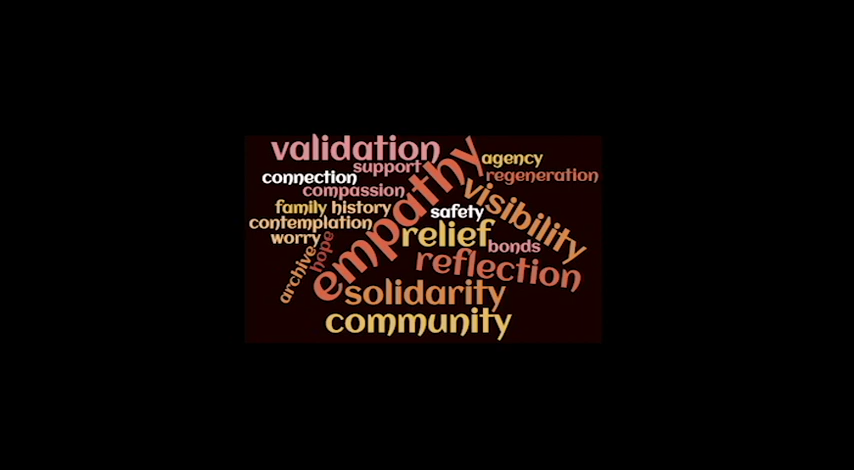 validation
support
agency
connection
regeneration
compassion
empathy
visibility
family history
safety
contemplation
relief
worry
bonds
hope
archive
reflection
solidarity
community